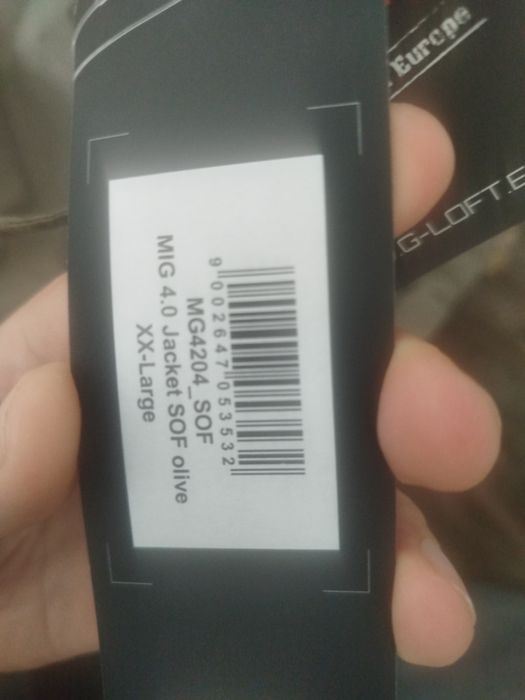 9 002647 053532
MG4204_SOF
MIG 4.0 Jacket SOF olive
XX-Large
Europe
G-LOFT.E